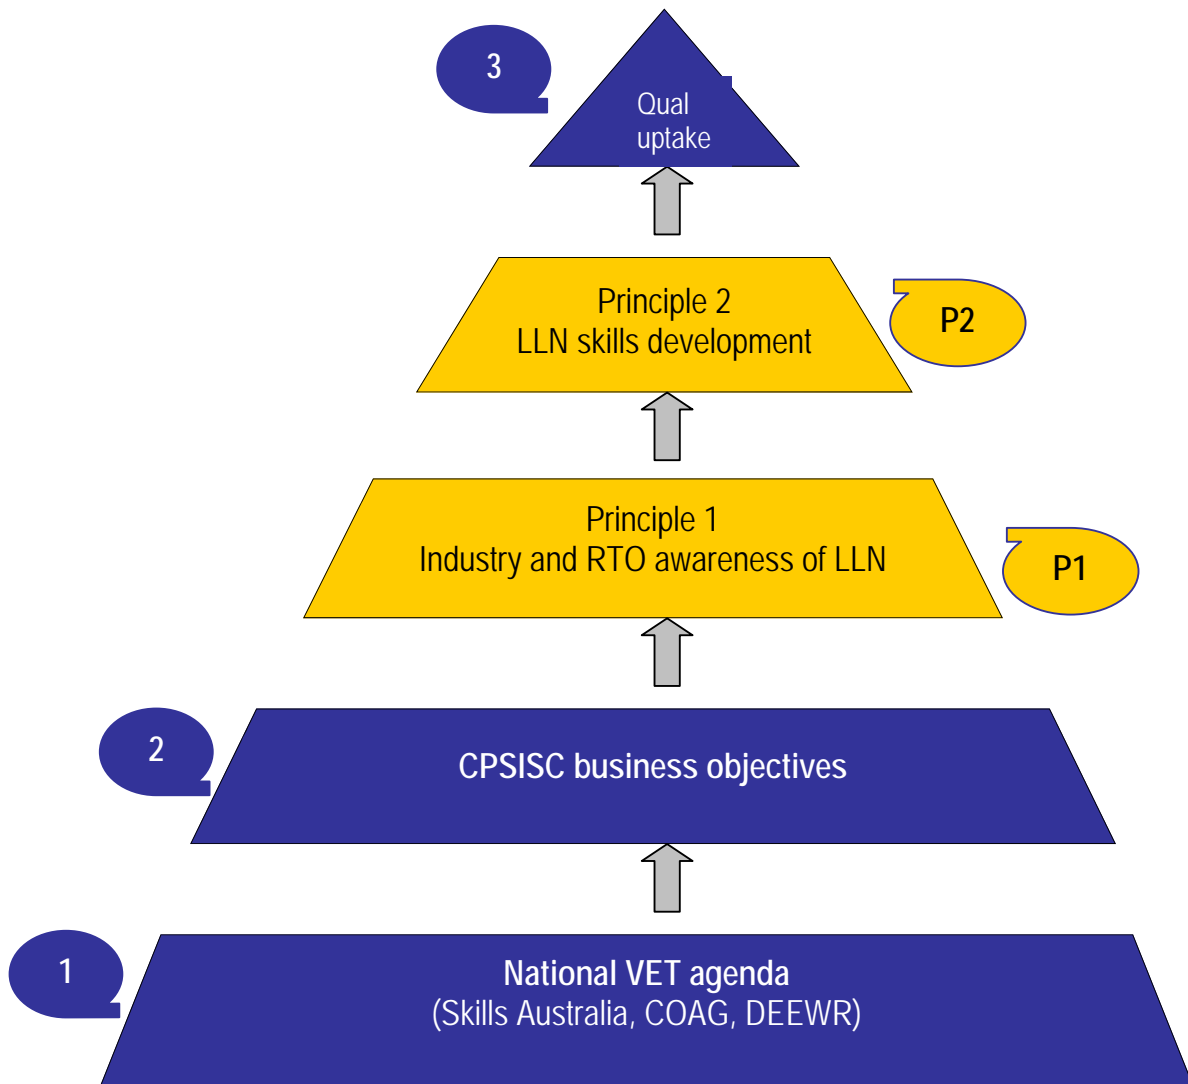 3
Qual
uptake
Principle 2
LLN skills development
P2
Principle 1
Industry and RTO awareness of LLN
P1
2
CPSISC business objectives
1
National VET agenda
(Skills Australia, COAG, DEEWR)